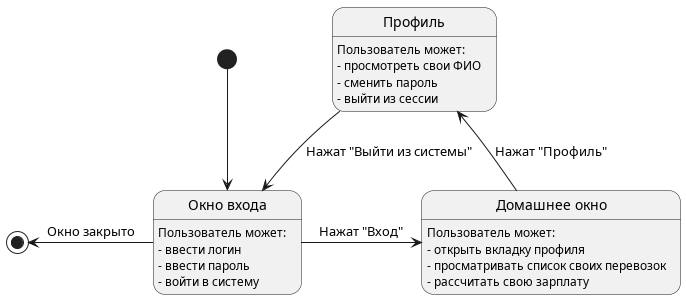 Профиль
Пользователь может:
- просмотреть свои ФИО
- сменить пароль
- выйти из сессии
Нажат "Выйти из системы"
Нажат "Профиль"
Окно входа
Пользователь может:
- ввести логин
- ввести пароль
- войти в систему
Окно закрыто
Нажат "Вход"
Домашнее окно
Пользователь может:
- открыть вкладку профиля
- просматривать список своих перевозок
- рассчитать свою зарплату